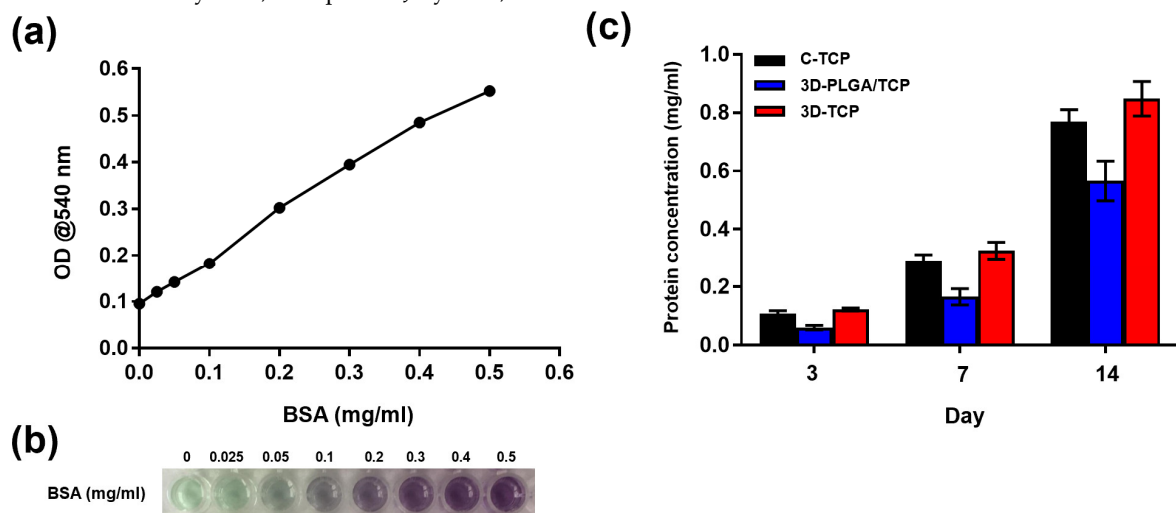 (a)
0.6
0.5
0.4
0.3
0.2
0.1
0.0
OD @540 nm
0.0 0.1 0.2 0.3 0.4 0.5 0.6
BSA (mg/ml)
(b)
0 0.025 0.05 0.1 0.2 0.3 0.4 0.5
BSA (mg/ml)
(c)
1.0
0.8
0.6
0.4
0.2
0.0
Protein concentration (mg/ml)
C-TCP
3D-PLGA/TCP
3D-TCP
3 7 14
Day